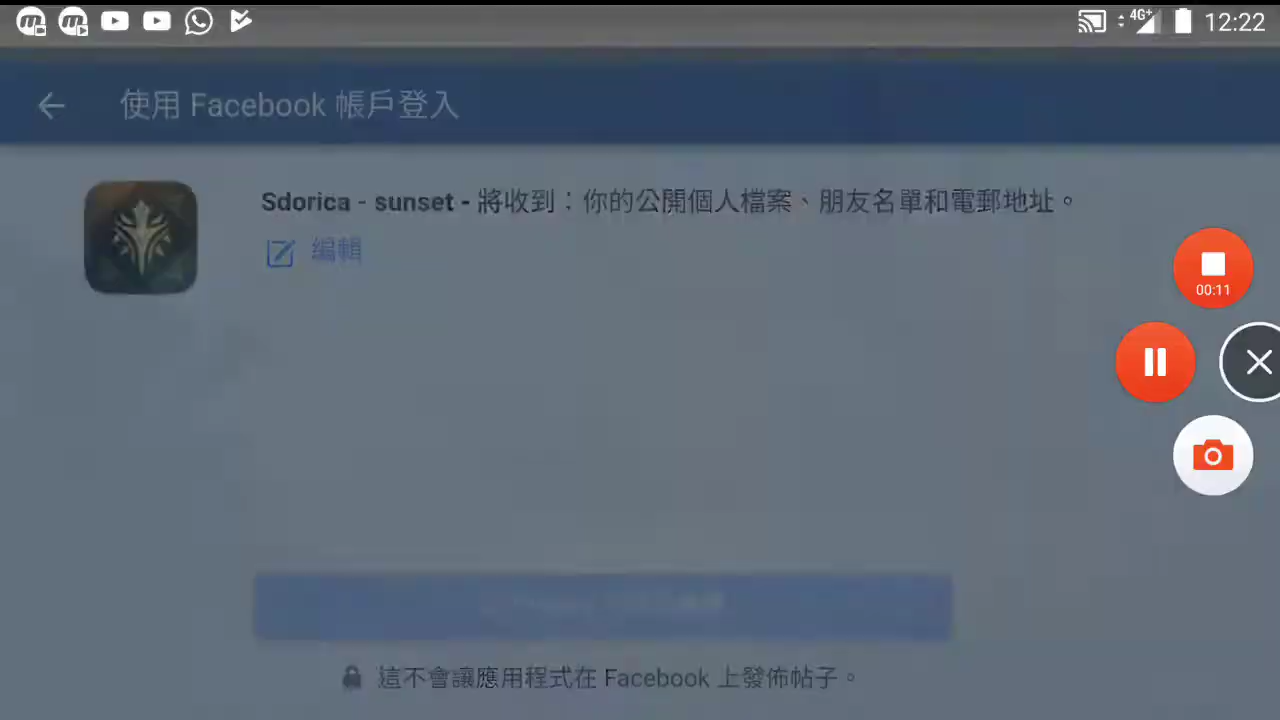 4G+ 12:22
使用 Facebook 帳戶登入
Sdorica - sunset - 將收到：你的公開個人檔案、朋友名單和電郵地址。
編輯
00:11
這不會讓應用程式在 Facebook 上發佈帖子。